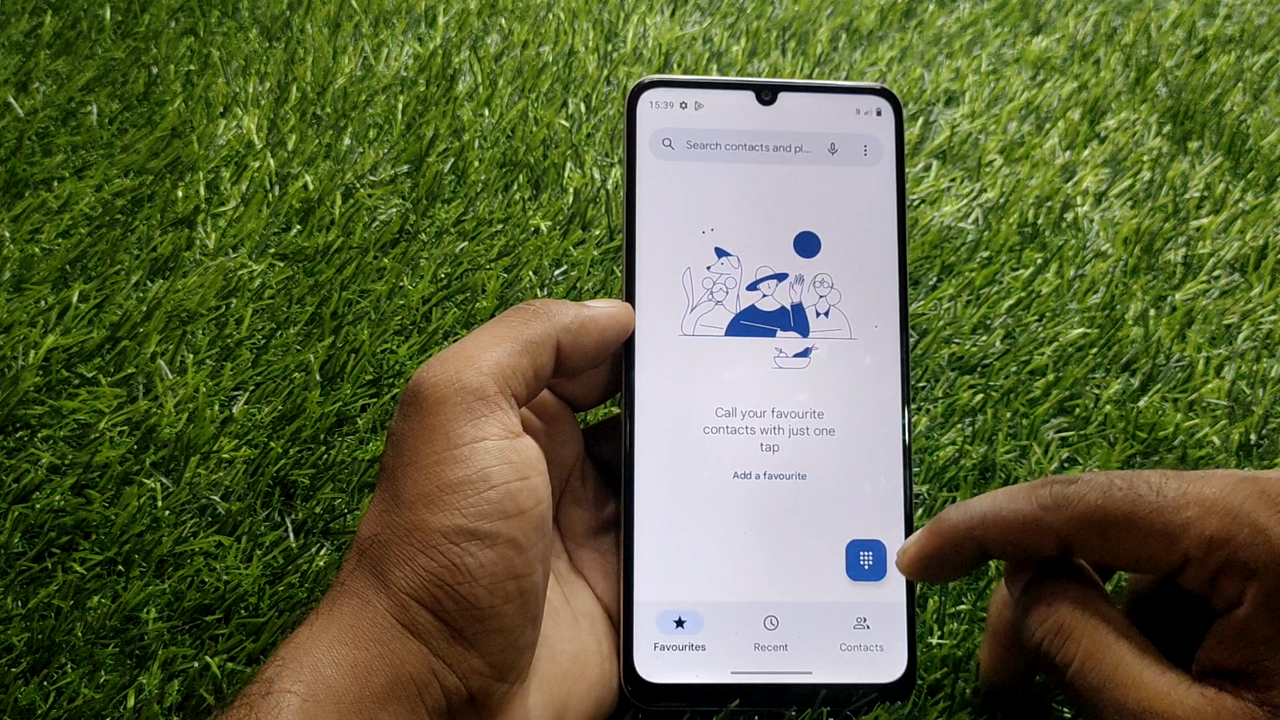 15:39
Search contacts and pl...
Call your favourite
contacts with just one
tap
Add a favourite
Favourites
Recent
Contacts